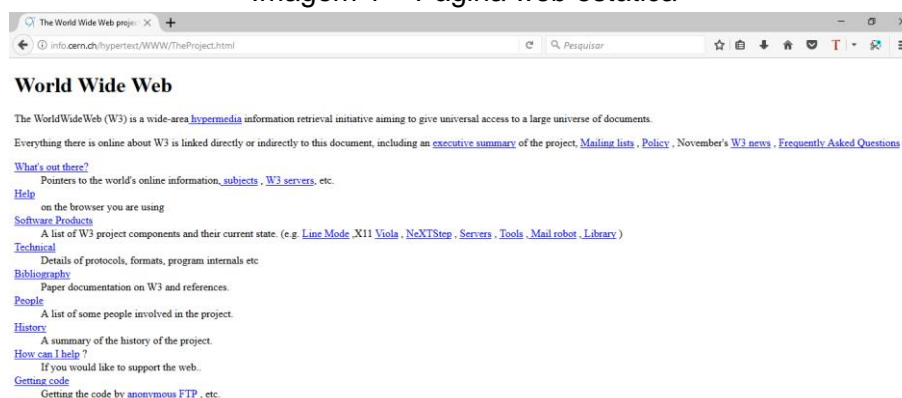 Imagem 1 – Página web estática
The World Wide Web projec
info.cern.ch/hypertext/WWW/TheProject.html
Pesquisar
World Wide Web
The WorldWideWeb (W3) is a wide-area hypermedia information retrieval initiative aiming to give universal access to a large universe of documents.
Everything there is online about W3 is linked directly or indirectly to this document, including an executive summary of the project, Mailing lists , Policy , November's W3 news , Frequently Asked Questions
What's out there?
Pointers to the world's online information, subjects , W3 servers, etc.
Help
on the browser you are using
Software Products
A list of W3 project components and their current state. (e.g. Line Mode ,X11 Viola , NeXTStep , Servers , Tools , Mail robot , Library )
Technical
Details of protocols, formats, program internals etc
Bibliography
Paper documentation on W3 and references.
People
A list of some people involved in the project.
History
A summary of the history of the project.
How can I help ?
If you would like to support the web..
Getting code
Getting the code by anonymous FTP , etc.